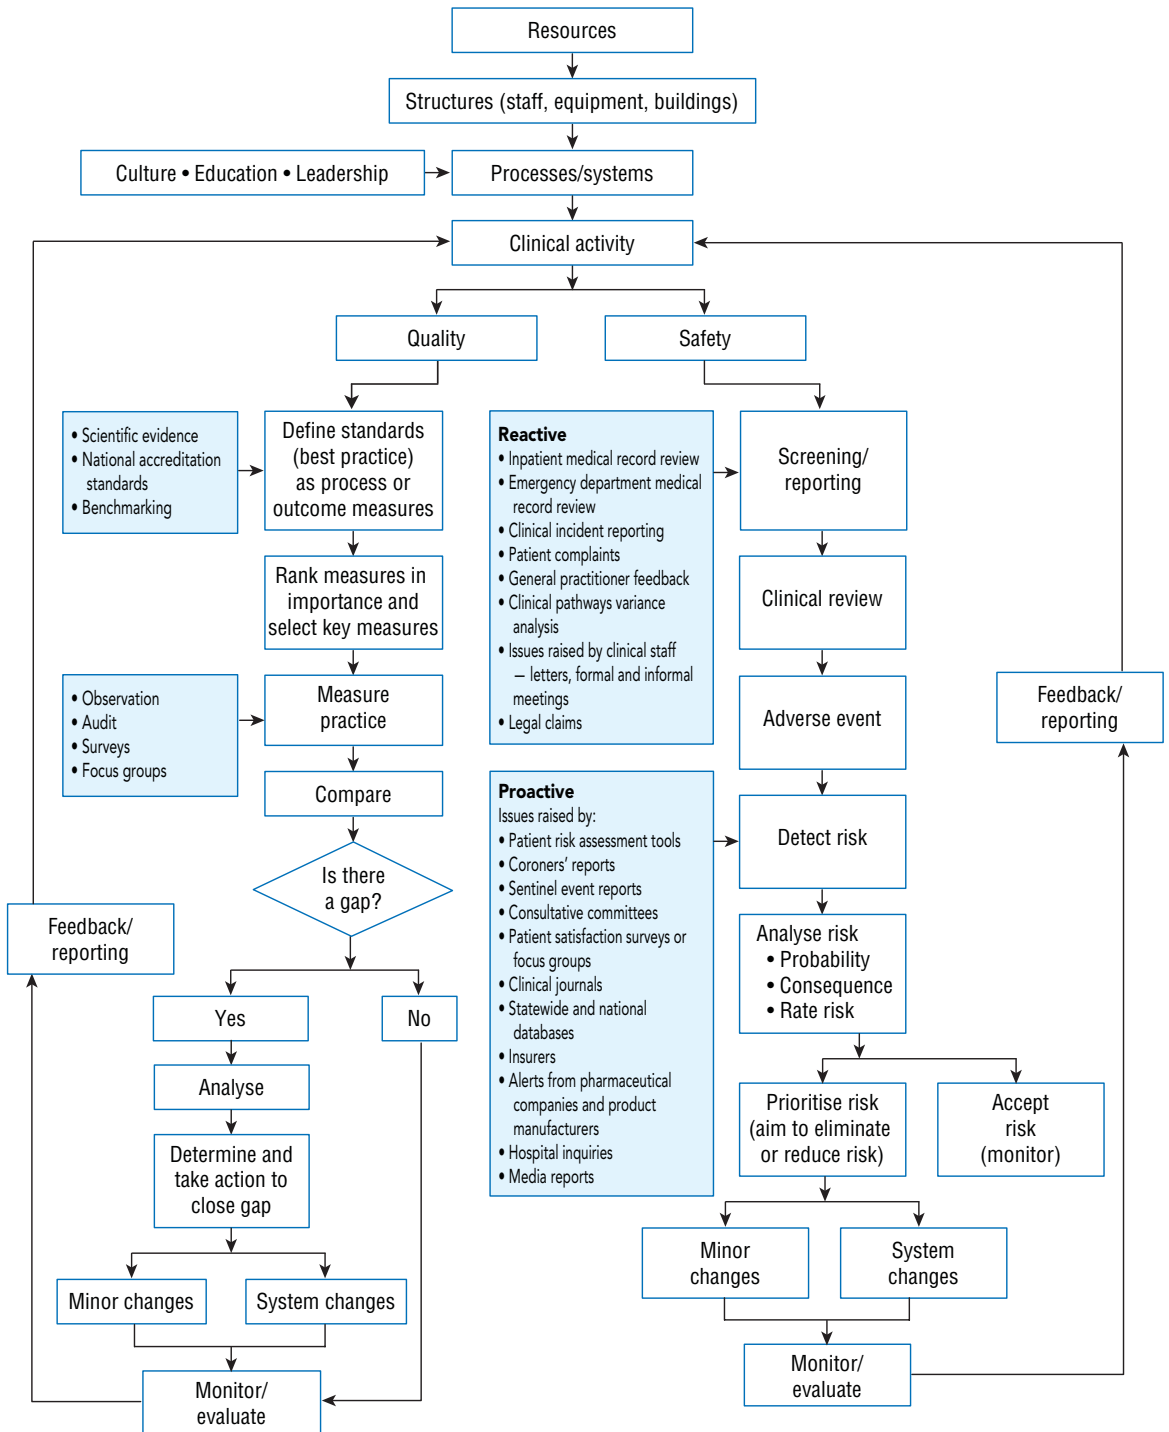 Resources
Structures (staff, equipment, buildings)
Culture • Education • Leadership
Processes/systems
Clinical activity
Quality
Safety
• Scientific evidence
• National accreditation
standards
• Benchmarking
Define standards
(best practice)
as process or
outcome measures
Rank measures in
importance and
select key measures
• Observation
• Audit
• Surveys
• Focus groups
Measure
practice
Compare
Is there
a gap?
Feedback/
reporting
Yes
No
Analyse
Determine and
take action to
close gap
Minor changes
System changes
Monitor/
evaluate
Reactive
• Inpatient medical record review
• Emergency department medical
record review
• Clinical incident reporting
• Patient complaints
• General practitioner feedback
• Clinical pathways variance
analysis
• Issues raised by clinical staff
— letters, formal and informal
meetings
• Legal claims
Screening/
reporting
Clinical review
Adverse event
Proactive
Issues raised by:
• Patient risk assessment tools
• Coroners' reports
• Sentinel event reports
• Consultative committees
• Patient satisfaction surveys or
focus groups
• Clinical journals
• Statewide and national
databases
• Insurers
• Alerts from pharmaceutical
companies and product
manufacturers
• Hospital inquiries
• Media reports
Detect risk
Analyse risk
• Probability
• Consequence
• Rate risk
Prioritise risk
(aim to eliminate
or reduce risk)
Accept
risk
(monitor)
Minor
changes
System
changes
Monitor/
evaluate
Feedback/
reporting